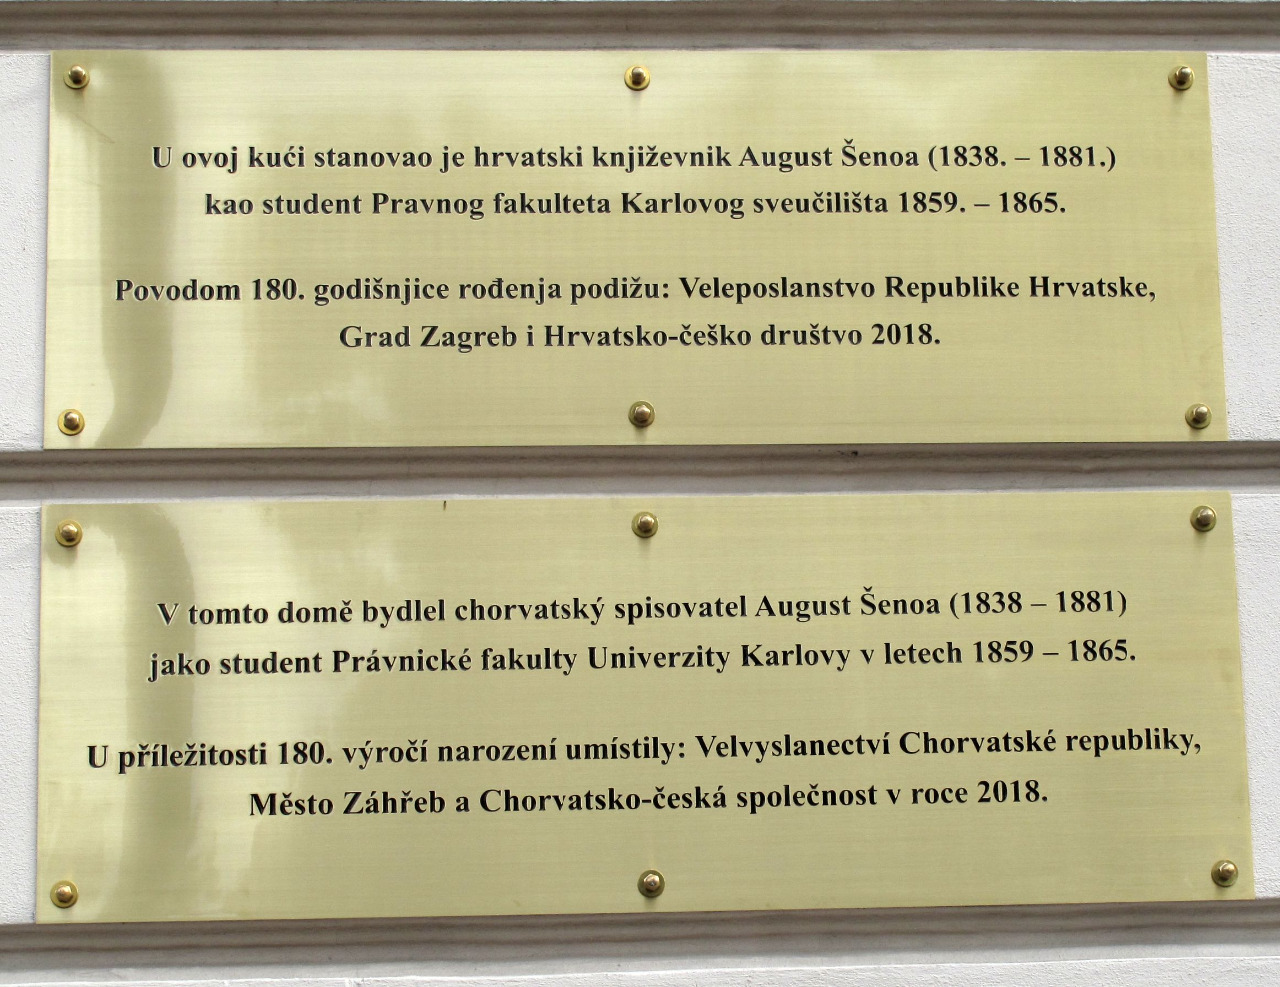 U ovoj kući stanovao je hrvatski književnik August Šenoa (1838. – 1881.)
kao student Pravnog fakulteta Karlovog sveučilišta 1859. – 1865.
Povodom 180. godišnjice rođenja podižu: Veleposlanstvo Republike Hrvatske,
Grad Zagreb i Hrvatsko-češko društvo 2018.
V tomto domě bydlel chorvatský spisovatel August Šenoa (1838 – 1881)
jako student Právnické fakulty Univerzity Karlovy v letech 1859 – 1865.
U příležitosti 180. výročí narození umístily: Velvyslanectví Chorvatské republiky,
Město Záhřeb a Chorvatsko-česká společnost v roce 2018.